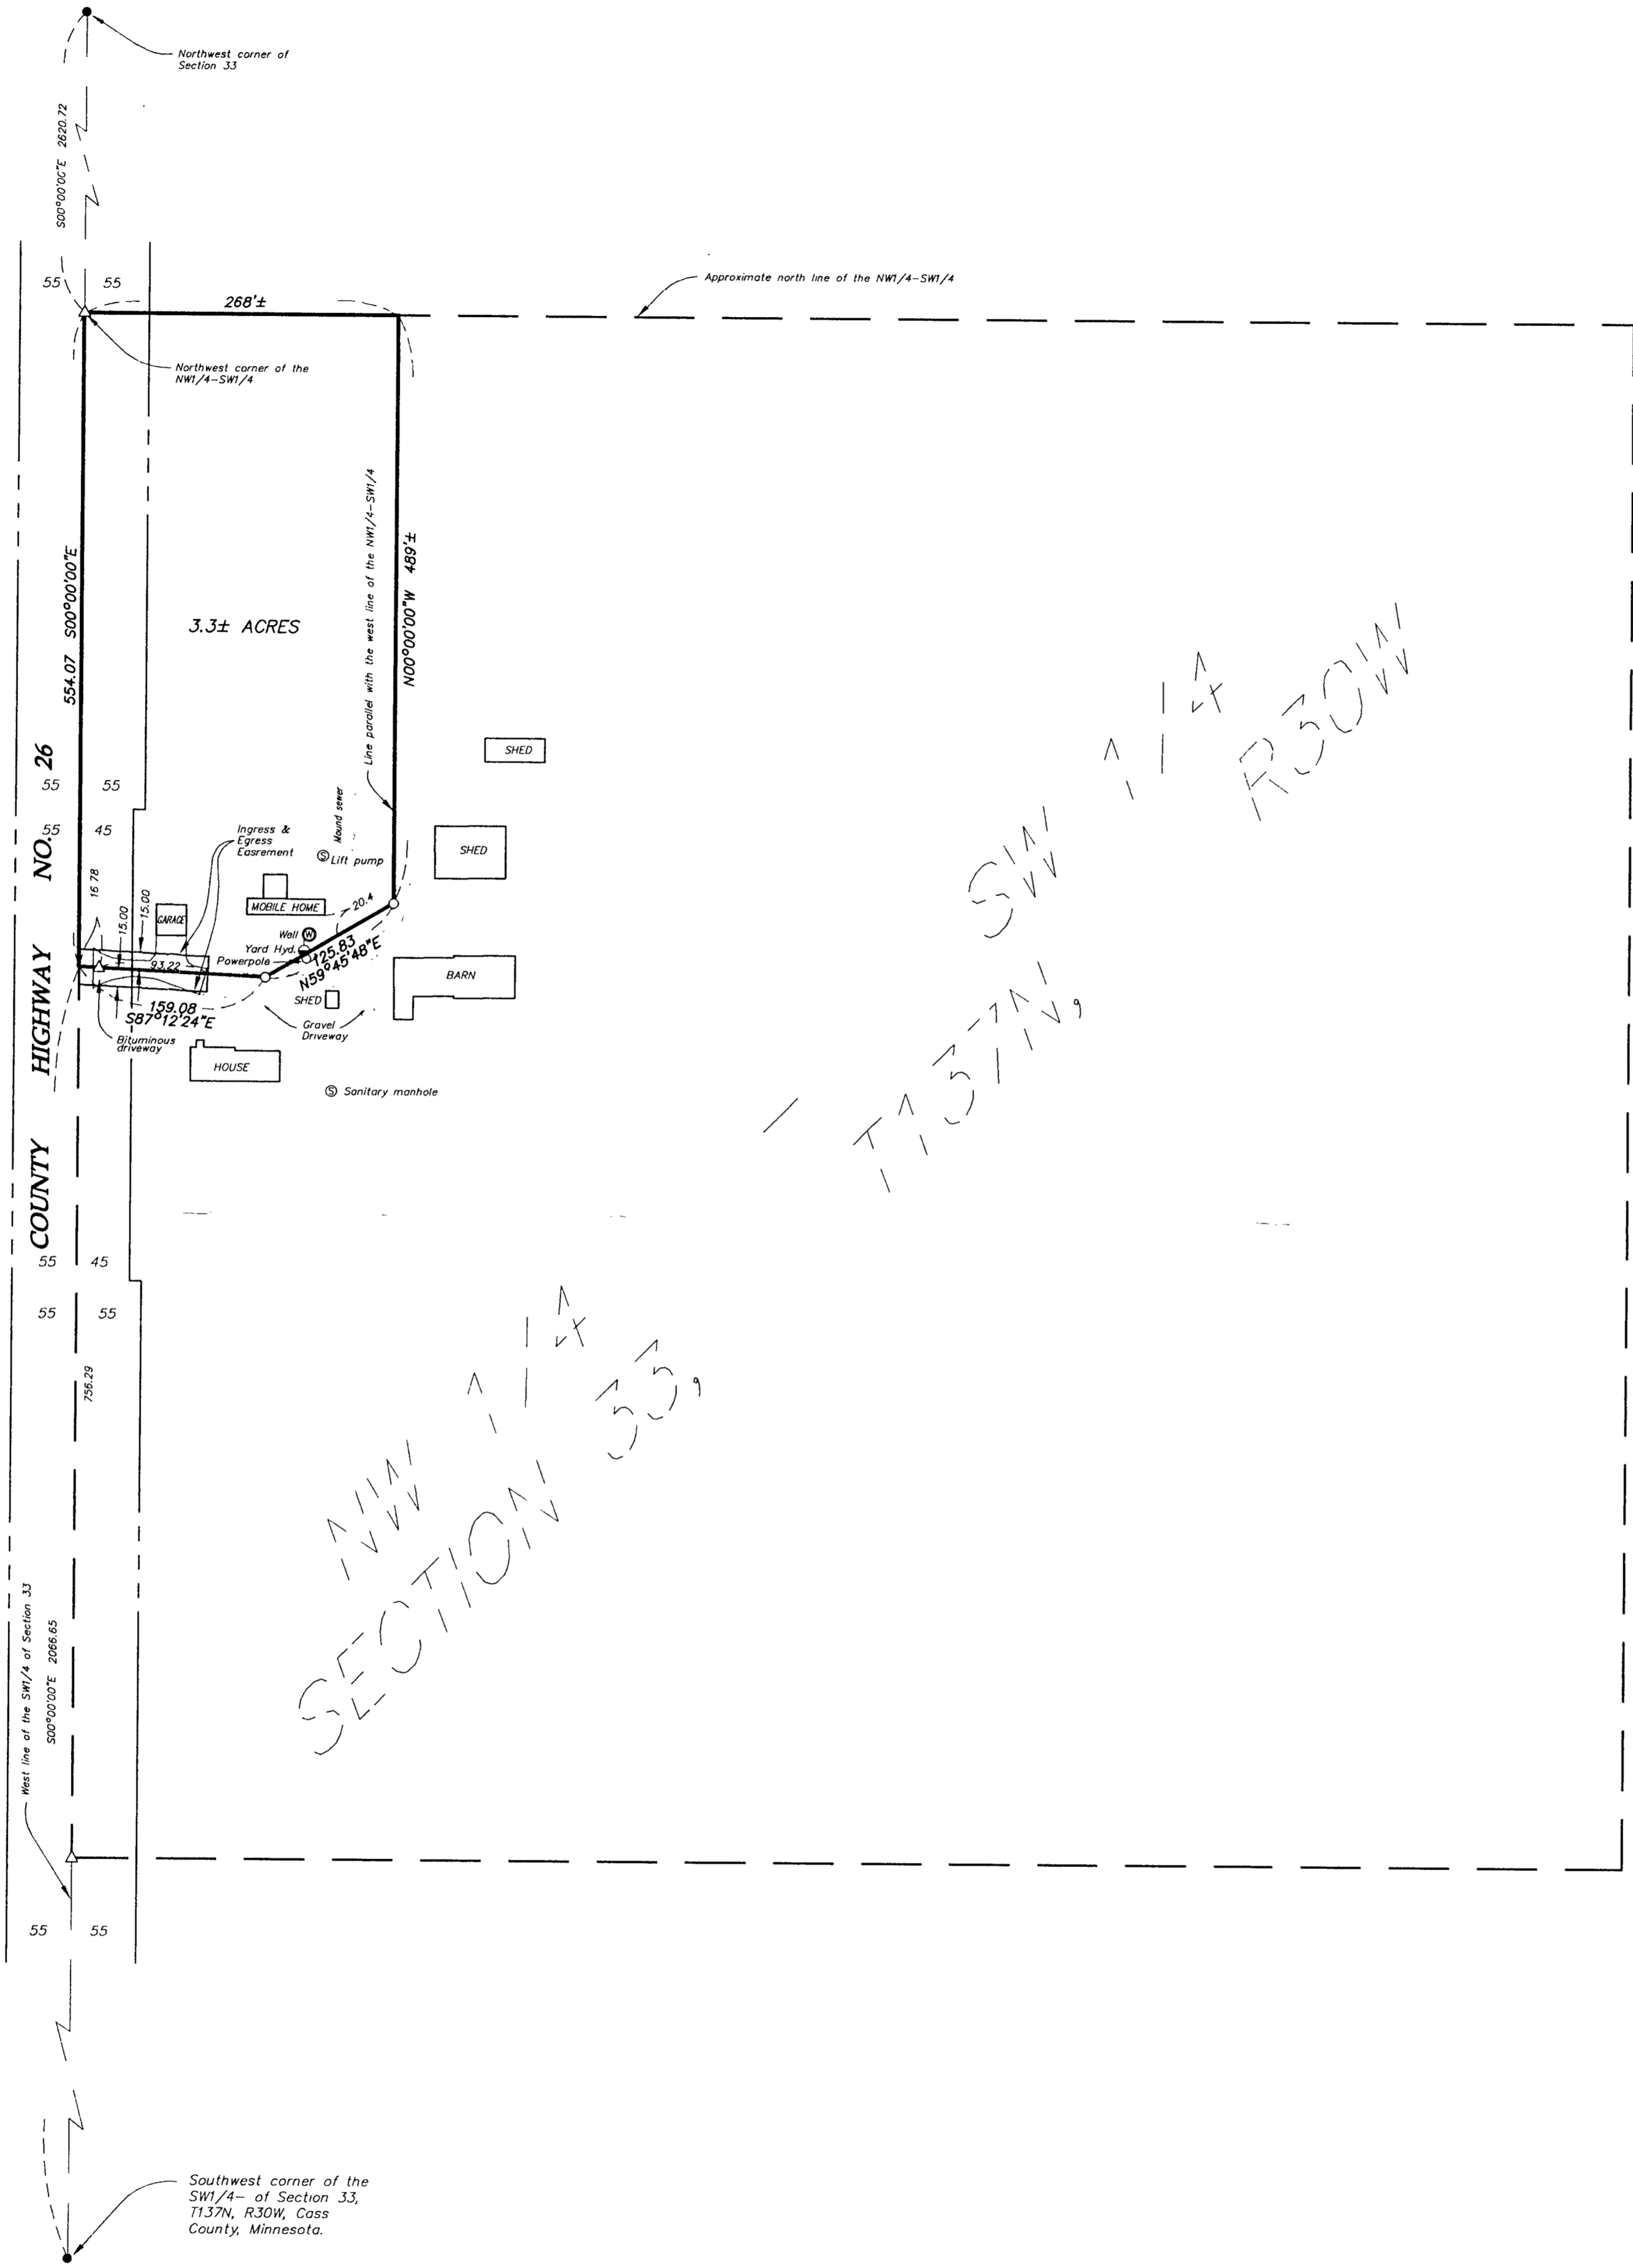 Northwest corner of
Section 33
S00°00'0C"E 2620.72
55 55
268'±
Approximate north line of the NW1/4-SW1/4
Northwest corner of the
NW1/4-SW1/4
554.07 S00°00'00"E
3.3± ACRES
Line parallel with the west line of the NW1/4-SW1/4
N00°00'00"W 489'±
COUNTY HIGHWAY NO. 26
55 55
55 45
16 78
15.00
15.00
Ingress &
Egress
Easrement
Mound sewer
Ⓢ Lift pump
SHED
SHED
GARAGE
MOBILE HOME
20.4
Well Ⓦ
Yard Hyd.
Powerpole
125.83
N59°45'48"E
93.22
159.08
S87°12'24"E
SHED
BARN
Gravel
Driveway
Bituminous
driveway
HOUSE
Ⓢ Sanitary manhole
NW 1/4 - SW 1/4
SECTION 33, T137N, R30W
55 45
55 55
756.29
West line of the SW1/4 of Section 33
S00°00'00"E 2066.65
55 55
Southwest corner of the
SW1/4- of Section 33,
T137N, R30W, Cass
County, Minnesota.